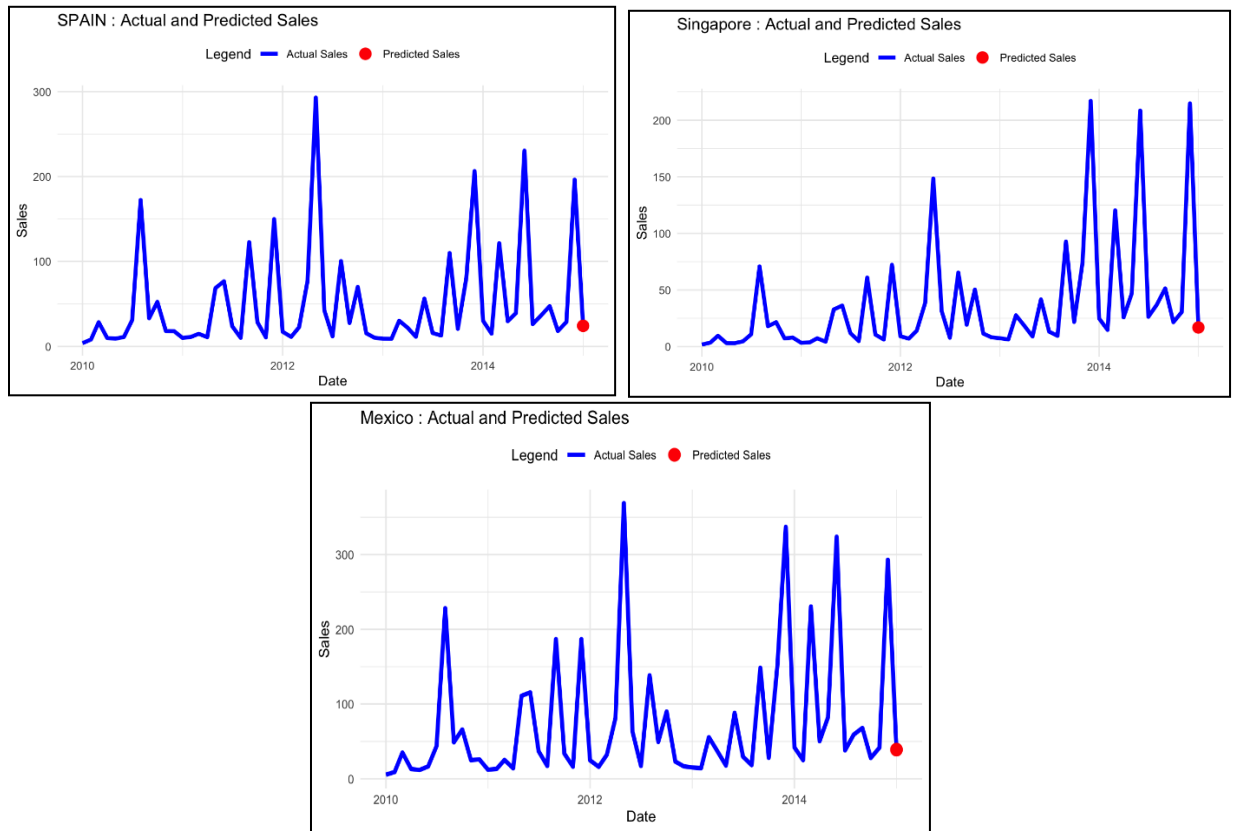 SPAIN : Actual and Predicted Sales
Legend Actual Sales Predicted Sales
300
200
100
0
Sales
2010 2012 2014
Date
Singapore : Actual and Predicted Sales
Legend Actual Sales Predicted Sales
200
150
100
50
0
Sales
2010 2012 2014
Date
Mexico : Actual and Predicted Sales
Legend Actual Sales Predicted Sales
300
200
100
0
Sales
2010 2012 2014
Date